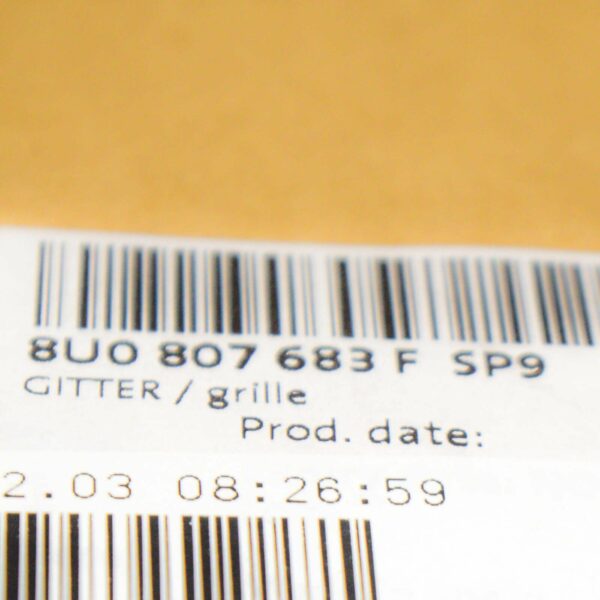 8U0 807 683 F SP9
GITTER / grille
Prod. date:
2.03 08:26:59